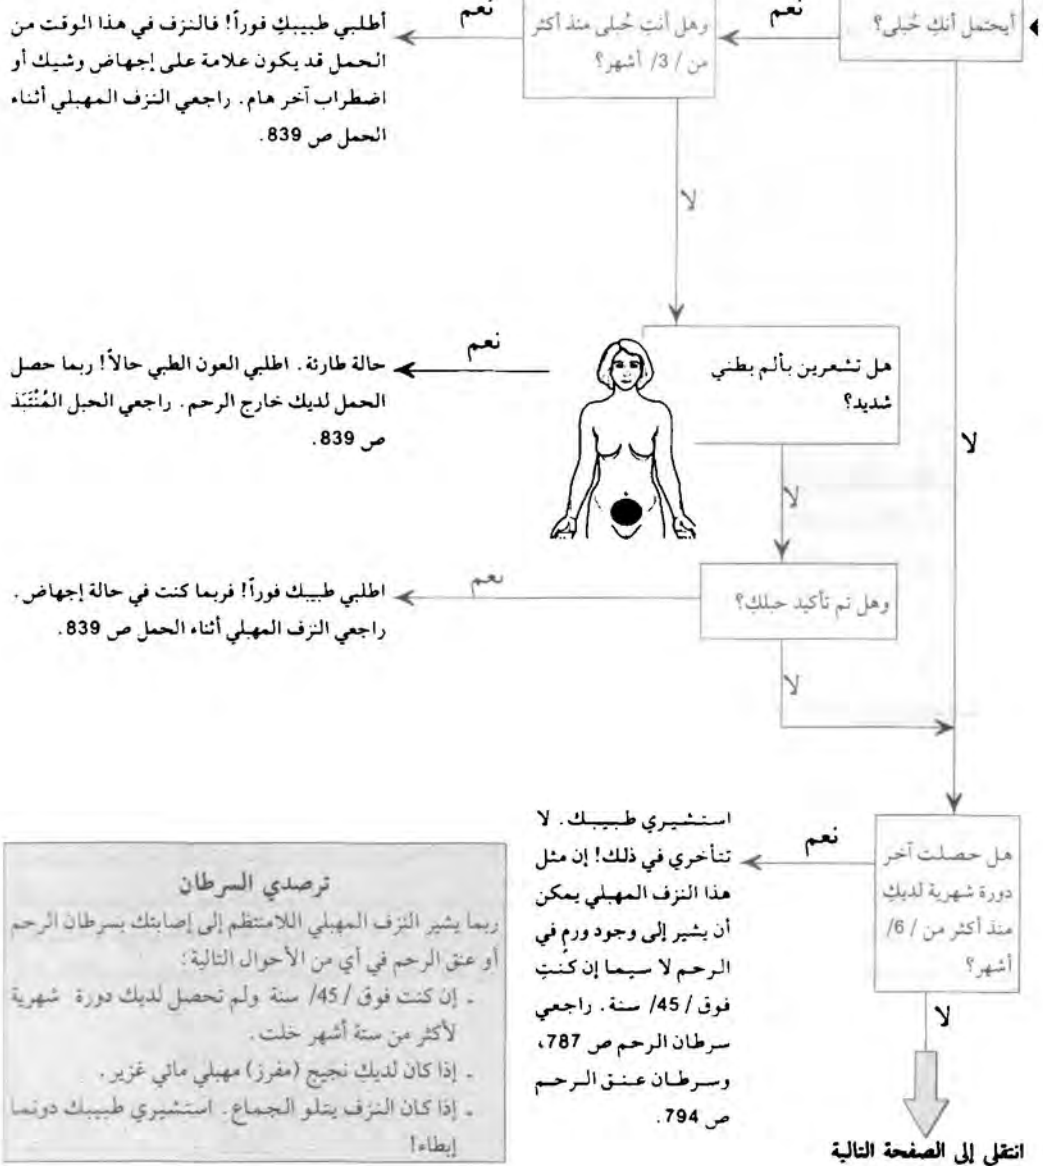 أيحتمل أنكِ حُبلى؟
نعم
وهل أنتِ حُبلى منذ أكثر
من /3/ أشهر؟
نعم
أطلبي طبيبكِ فوراً! فالنزف في هذا الوقت من
الحمل قد يكون علامة على إجهاض وشيك أو
اضطراب آخر هام. راجعي النزف المهبلي أثناء
الحمل ص 839.
لا
هل تشعرين بألم بطني
شديد؟
نعم
حالة طارئة. اطلبي العون الطبي حالاً! ربما حصل
الحمل لديك خارج الرحم. راجعي الحبل المُنْتَبَذ
ص 839.
لا
لا
وهل تم تأكيد حبلكِ؟
نعم
اطلبي طبيبك فوراً! فربما كنت في حالة إجهاض.
راجعي النزف المهبلي أثناء الحمل ص 839.
لا
هل حصلت آخر
دورة شهرية لديكِ
منذ أكثر من /6/
أشهر؟
نعم
استشيري طبيبك. لا
تتأخري في ذلك! إن مثل
هذا النزف المهبلي يمكن
أن يشير إلى وجود ورمٍ في
الرحم لا سيما إن كنتِ
فوق /45/ سنة. راجعي
سرطان الرحم ص 787،
وسرطان عنق الرحم
ص 794.
لا
انتقلي إلى الصفحة التالية
ترصدي السرطان
ربما يشير النزف المهبلي اللامنتظم إلى إصابتك بسرطان الرحم
أو عنق الرحم في أي من الأحوال التالية:
ـ إن كنت فوق /45/ سنة ولم تحصل لديك دورة شهرية
لأكثر من ستة أشهر خلت.
ـ إذا كان لديكِ نجيج (مفرز) مهبلي مائي غزير.
ـ إذا كان النزف يتلو الجماع. استشيري طبيبك دونما
إبطاء!